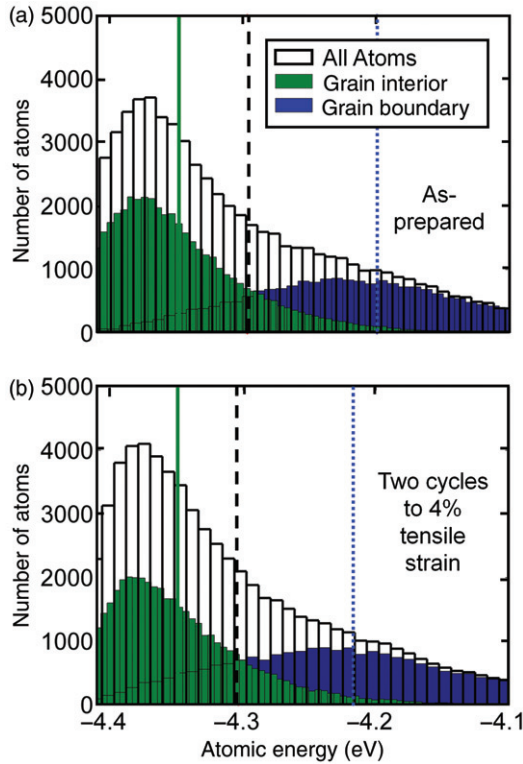 (a)
5000
4000
3000
2000
1000
0
Number of atoms
All Atoms
Grain interior
Grain boundary
As-
prepared
(b)
5000
4000
3000
2000
1000
0
Number of atoms
Two cycles
to 4%
tensile
strain
−4.4
−4.3
−4.2
−4.1
Atomic energy (eV)